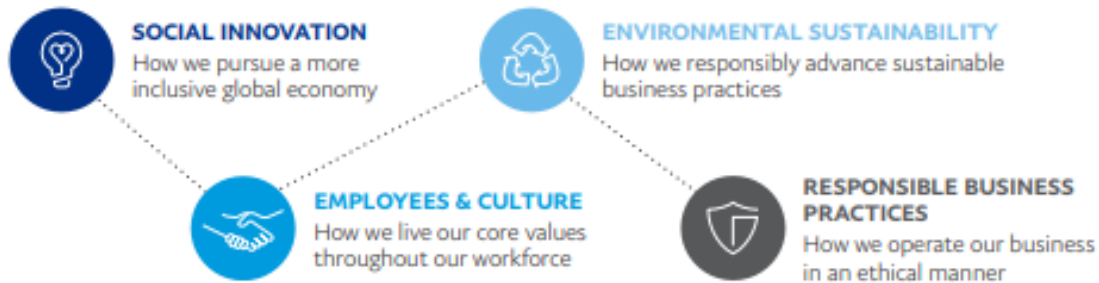 SOCIAL INNOVATION
How we pursue a more
inclusive global economy
ENVIRONMENTAL SUSTAINABILITY
How we responsibly advance sustainable
business practices
EMPLOYEES & CULTURE
How we live our core values
throughout our workforce
RESPONSIBLE BUSINESS
PRACTICES
How we operate our business
in an ethical manner